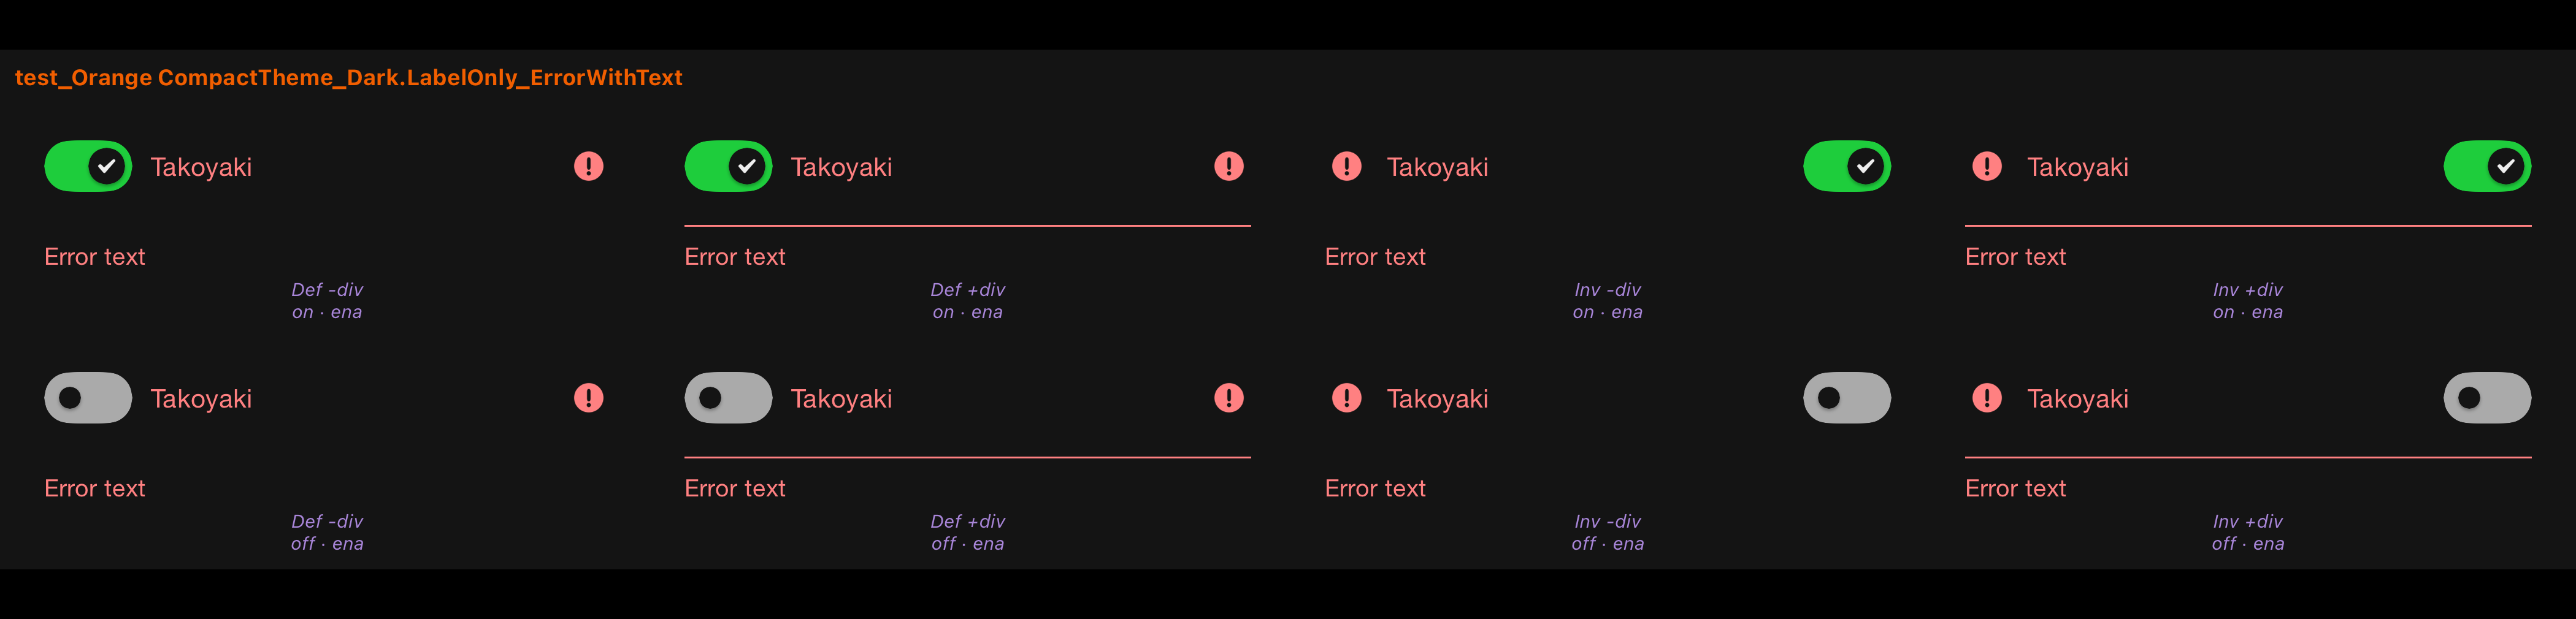 test_Orange CompactTheme_Dark.LabelOnly_ErrorWithText
Takoyaki
Takoyaki
Takoyaki
Takoyaki
Error text
Error text
Error text
Error text
Def -div
on · ena
Def +div
on · ena
Inv -div
on · ena
Inv +div
on · ena
Takoyaki
Takoyaki
Takoyaki
Takoyaki
Error text
Error text
Error text
Error text
Def -div
off · ena
Def +div
off · ena
Inv -div
off · ena
Inv +div
off · ena